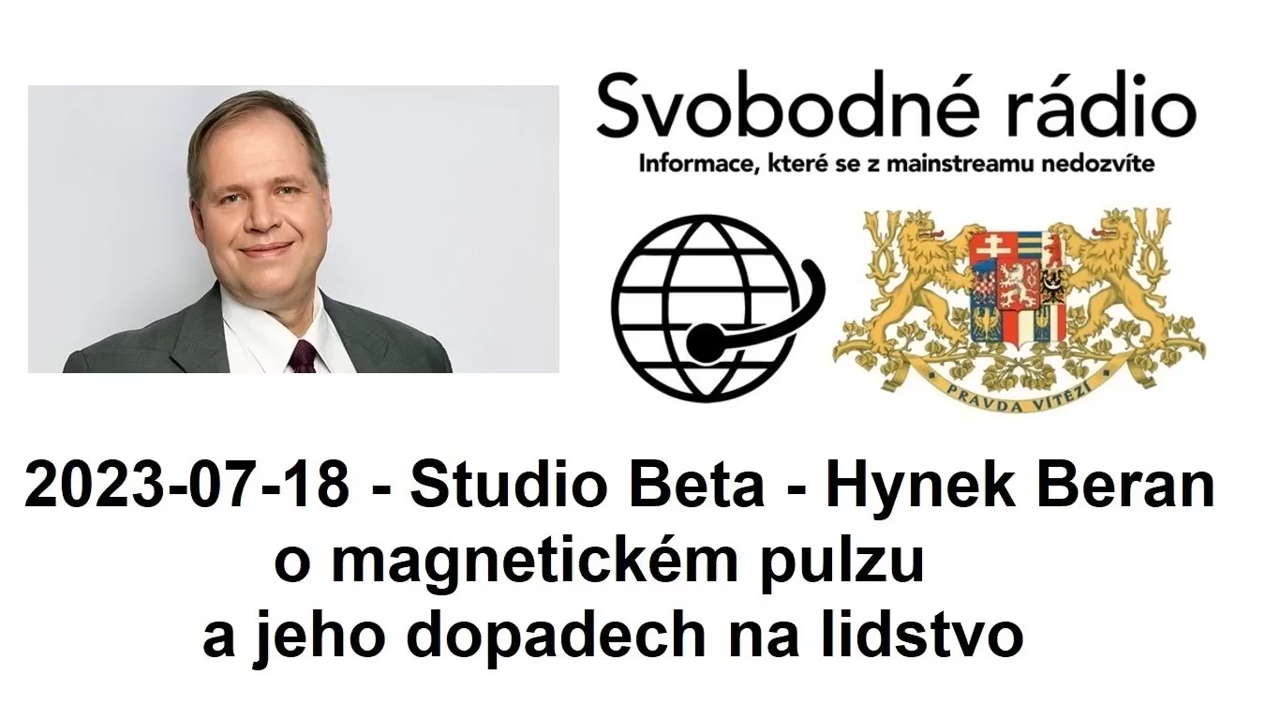 Svobodné rádio
Informace, které se z mainstreamu nedozvíte
PRAVDA VÍTĚZÍ
2023-07-18 - Studio Beta - Hynek Beran
o magnetickém pulzu
a jeho dopadech na lidstvo